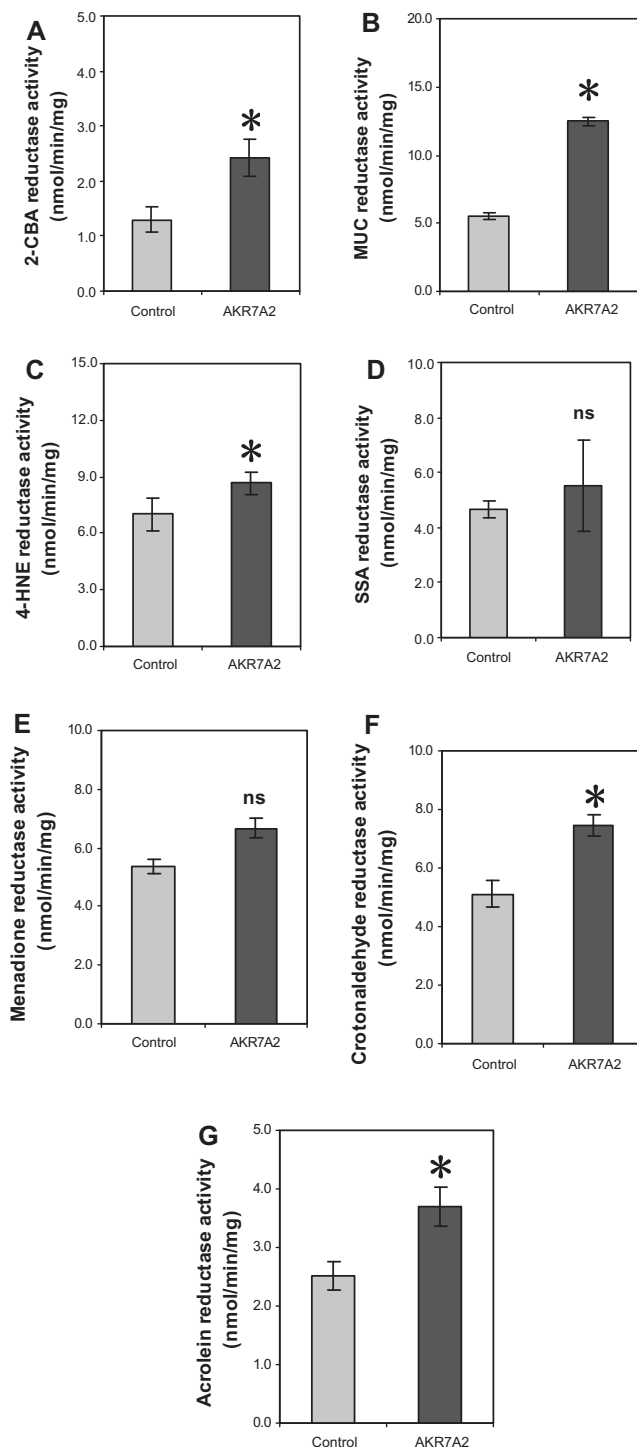 A
2-CBA reductase activity
(nmol/min/mg)
5.0
4.0
3.0
2.0
1.0
0.0
*
Control
AKR7A2
B
MUC reductase activity
(nmol/min/mg)
20.0
15.0
10.0
5.0
0.0
*
Control
AKR7A2
C
4-HNE reductase activity
(nmol/min/mg)
15.0
12.0
9.0
6.0
3.0
0.0
*
Control
AKR7A2
D
SSA reductase activity
(nmol/min/mg)
10.0
8.0
6.0
4.0
2.0
0.0
ns
Control
AKR7A2
E
Menadione reductase activity
(nmol/min/mg)
10.0
8.0
6.0
4.0
2.0
0.0
ns
Control
AKR7A2
F
Crotonaldehyde reductase activity
(nmol/min/mg)
10.0
8.0
6.0
4.0
2.0
0.0
*
Control
AKR7A2
G
Acrolein reductase activity
(nmol/min/mg)
5.0
4.0
3.0
2.0
1.0
0.0
*
Control
AKR7A2